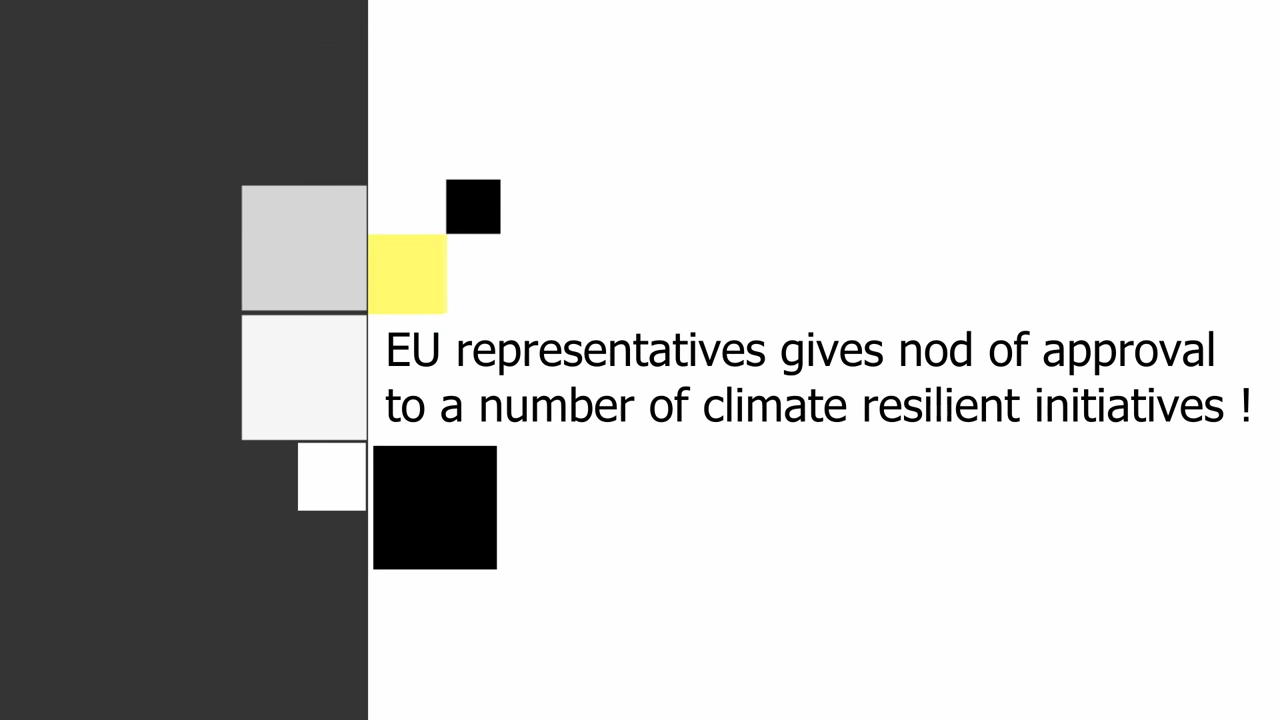 EU representatives gives nod of approval
to a number of climate resilient initiatives !